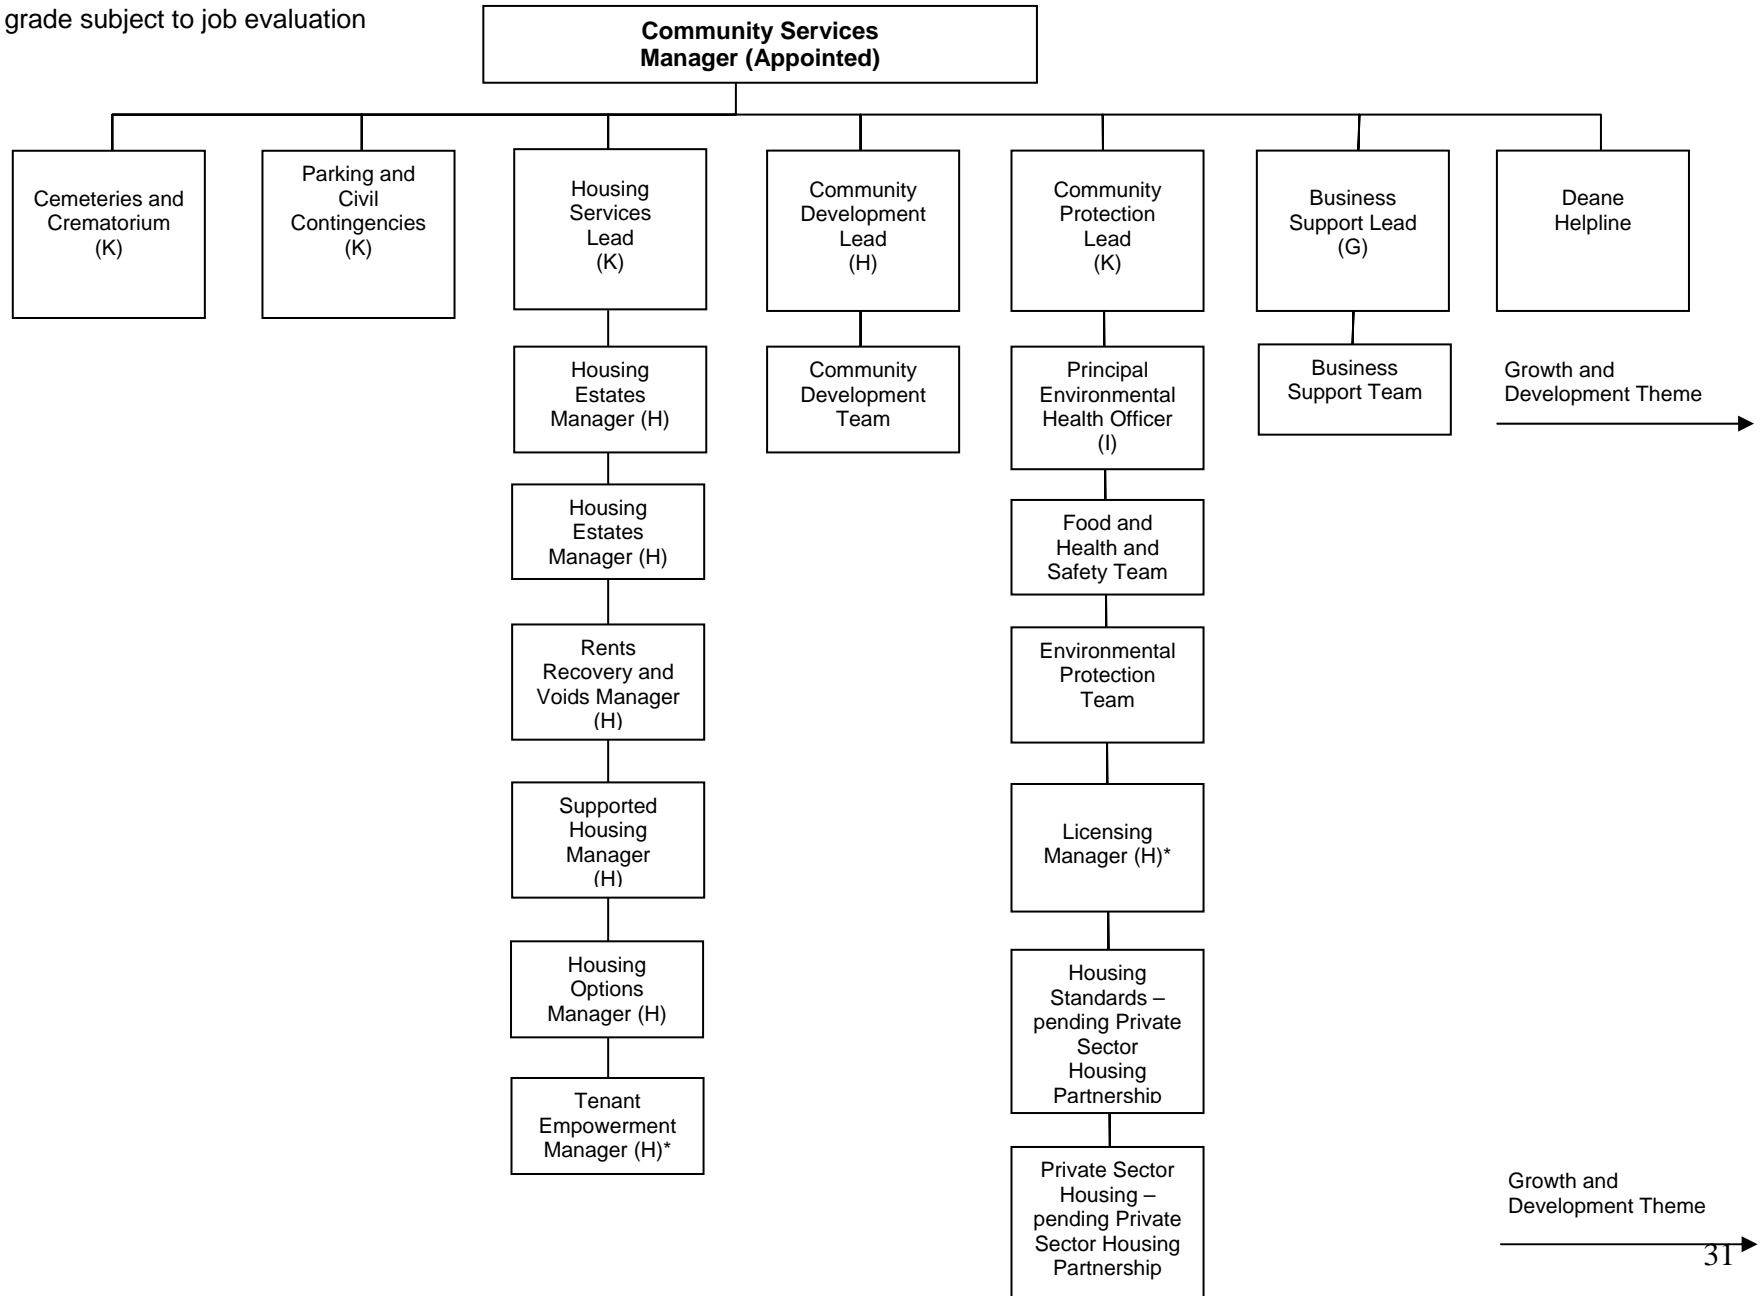 grade subject to job evaluation
Community Services
Manager (Appointed)
Cemeteries and
Crematorium
(K)
Parking and
Civil
Contingencies
(K)
Housing
Services
Lead
(K)
Community
Development
Lead
(H)
Community
Protection
Lead
(K)
Business
Support Lead
(G)
Deane
Helpline
Housing
Estates
Manager (H)
Community
Development
Team
Principal
Environmental
Health Officer
(I)
Business
Support Team
Growth and
Development Theme
Housing
Estates
Manager (H)
Food and
Health and
Safety Team
Rents
Recovery and
Voids Manager
(H)
Environmental
Protection
Team
Supported
Housing
Manager
(H)
Licensing
Manager (H)*
Housing
Options
Manager (H)
Housing
Standards –
pending Private
Sector
Housing
Partnership
Tenant
Empowerment
Manager (H)*
Private Sector
Housing –
pending Private
Sector Housing
Partnership
Growth and
Development Theme
31